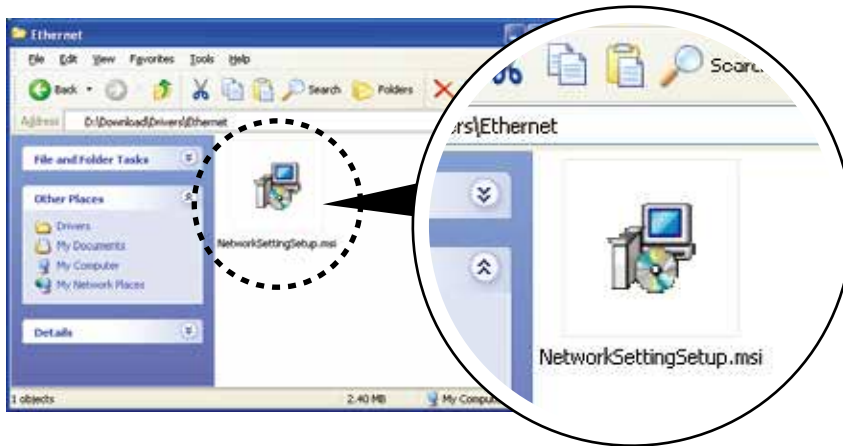 Ethernet
File Edit View Favorites Tools Help
Back Search Folders
Address D:\Download\Drivers\Ethernet
File and Folder Tasks
Other Places
Drivers
My Documents
My Computer
My Network Places
Details
NetworkSettingSetup.msi
1 objects 2.40 MB My Compu
Searc
rs\Ethernet
NetworkSettingSetup.msi